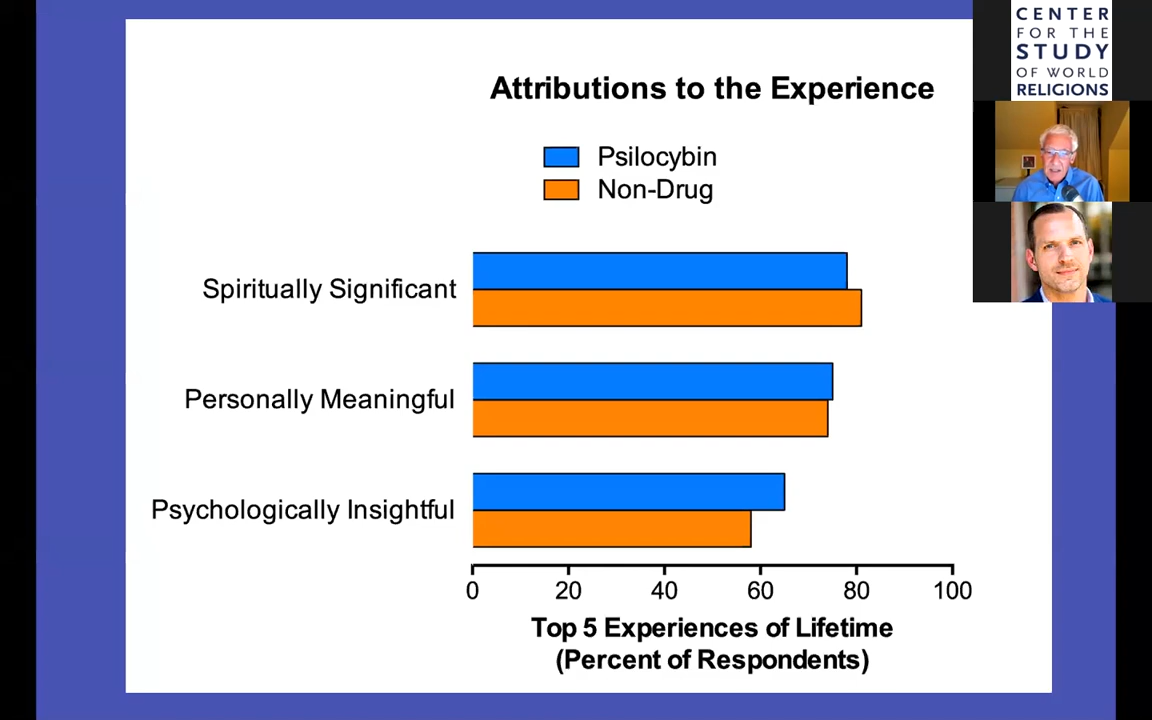 CENTER
FOR THE
STUDY
OF WORLD
RELIGIONS
Attributions to the Experience
Psilocybin
Non-Drug
Spiritually Significant
Personally Meaningful
Psychologically Insightful
0 20 40 60 80 100
Top 5 Experiences of Lifetime
(Percent of Respondents)